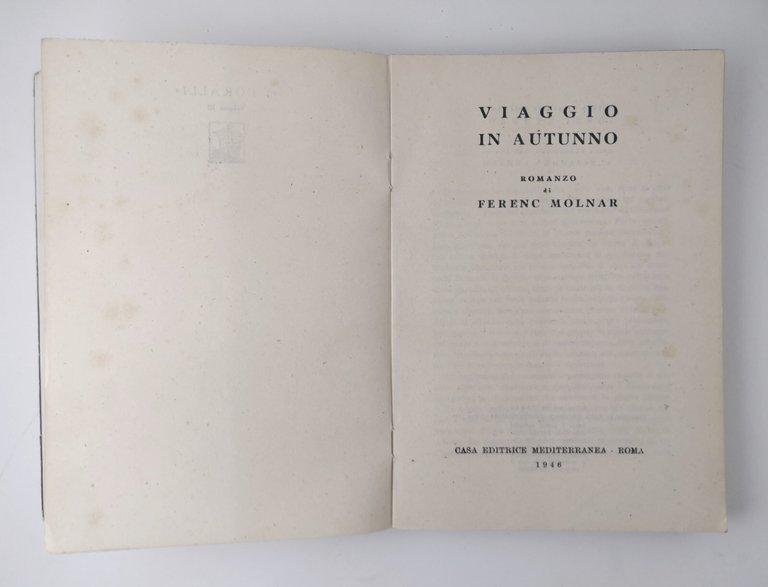 VIAGGIO
IN AUTUNNO
ROMANZO
di
FERENC MOLNAR
CASA EDITRICE MEDITERRANEA - ROMA
1946